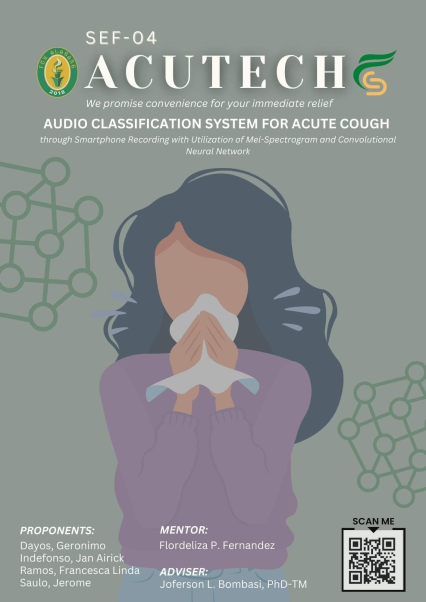 SEF-04
ACUTECH
We promise convenience for your immediate relief
AUDIO CLASSIFICATION SYSTEM FOR ACUTE COUGH
through Smartphone Recording with Utilization of Mel-Spectrogram and Convolutional
Neural Network
SCAN ME
PROPONENTS:
Dayos, Geronimo
Indefonso, Jan Airick
Ramos, Francesca Linda
Saulo, Jerome
MENTOR:
Flordeliza P. Fernandez
ADVISER:
Joferson L. Bombasi, PhD-TM
2018